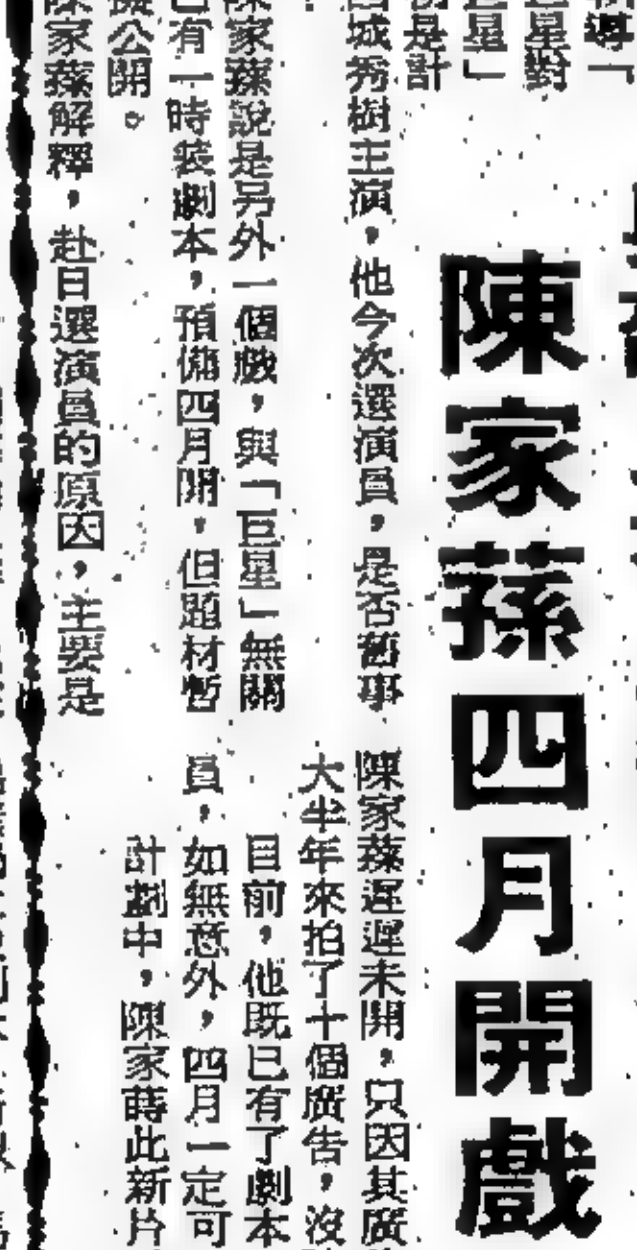 陳家蓀四月開戲
星」
城秀樹主演，他今次選演員，是否舊事
陳家蓀說是另外一個戲，與「巨星」無關
已有一時裝劇本，預備四月開，但題材暫
擬公開。
陳家蓀解釋，赴日選演員的原因，主要是
陳家蓀遲遲未開，只因其廣
大半年來拍了十個廣告，沒
目前，他既已有了劇本
員，如無意外，四月一定可
計劃中，陳家蒔此新片